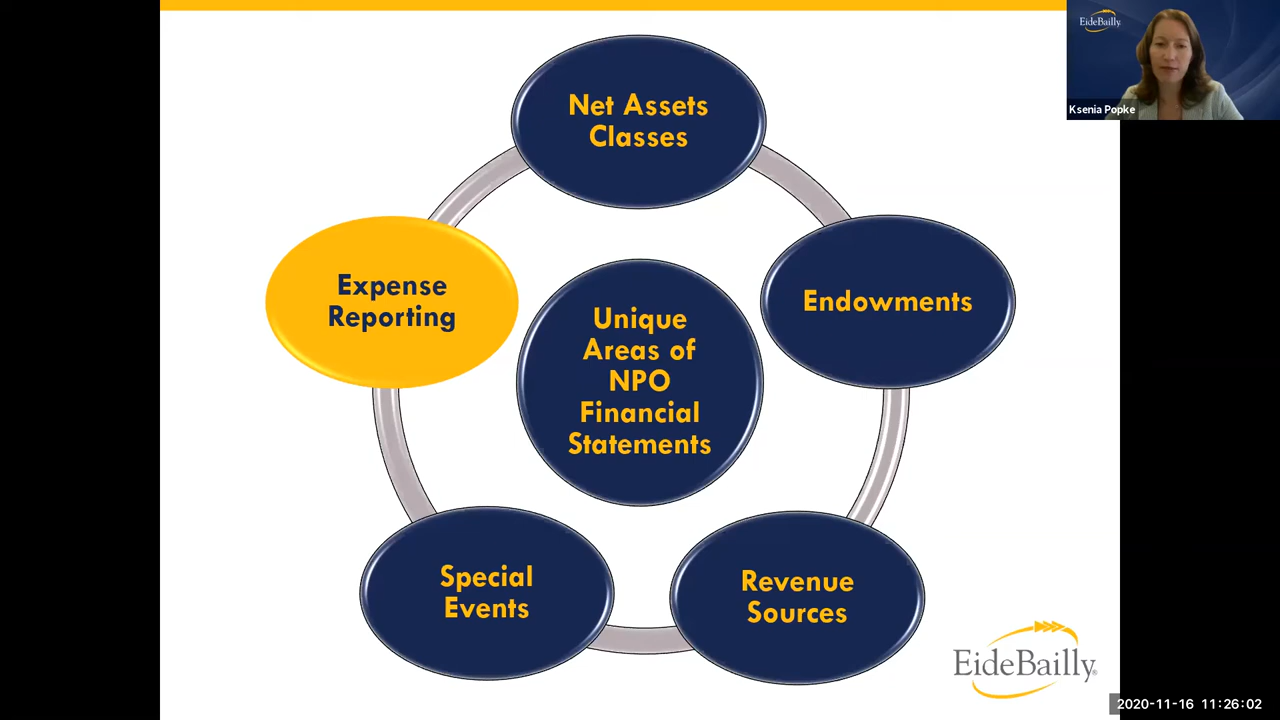 EideBailly
Ksenia Popke
Net Assets
Classes
Expense
Reporting
Endowments
Unique
Areas of
NPO
Financial
Statements
Special
Events
Revenue
Sources
EideBailly®
2020-11-16 11:26:02